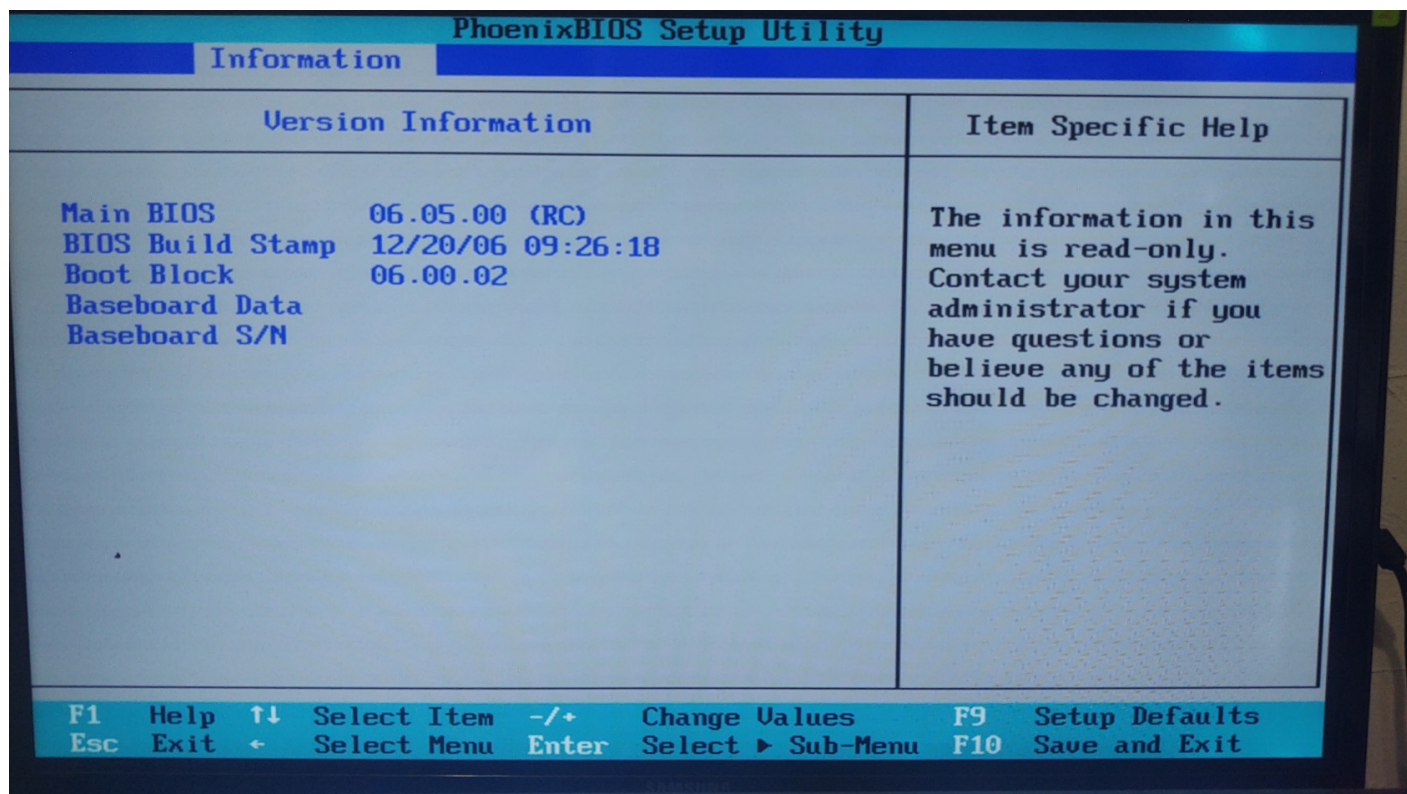 PhoenixBIOS Setup Utility
Information
Version Information
Main BIOS 06.05.00 (RC)
BIOS Build Stamp 12/20/06 09:26:18
Boot Block 06.00.02
Baseboard Data
Baseboard S/N
Item Specific Help
The information in this
menu is read-only.
Contact your system
administrator if you
have questions or
believe any of the items
should be changed.
F1 Help ↑↓ Select Item -/+ Change Values F9 Setup Defaults
Esc Exit ← Select Menu Enter Select ▶ Sub-Menu F10 Save and Exit
SAMSUNG